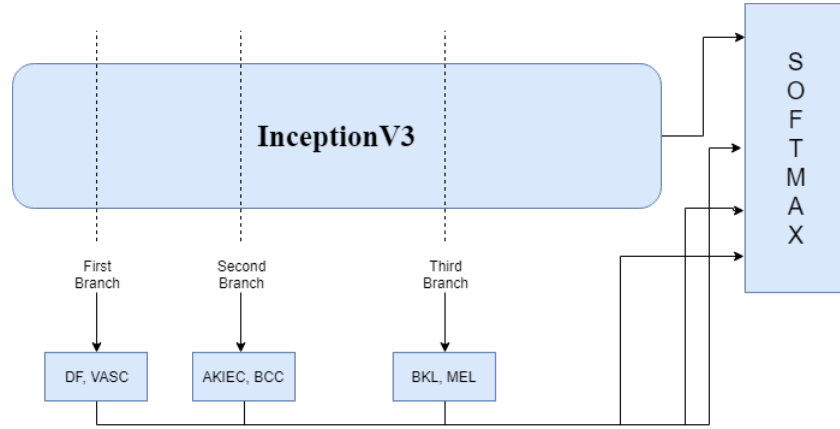 InceptionV3
S
O
F
T
M
A
X
First
Branch
Second
Branch
Third
Branch
DF, VASC
AKIEC, BCC
BKL, MEL